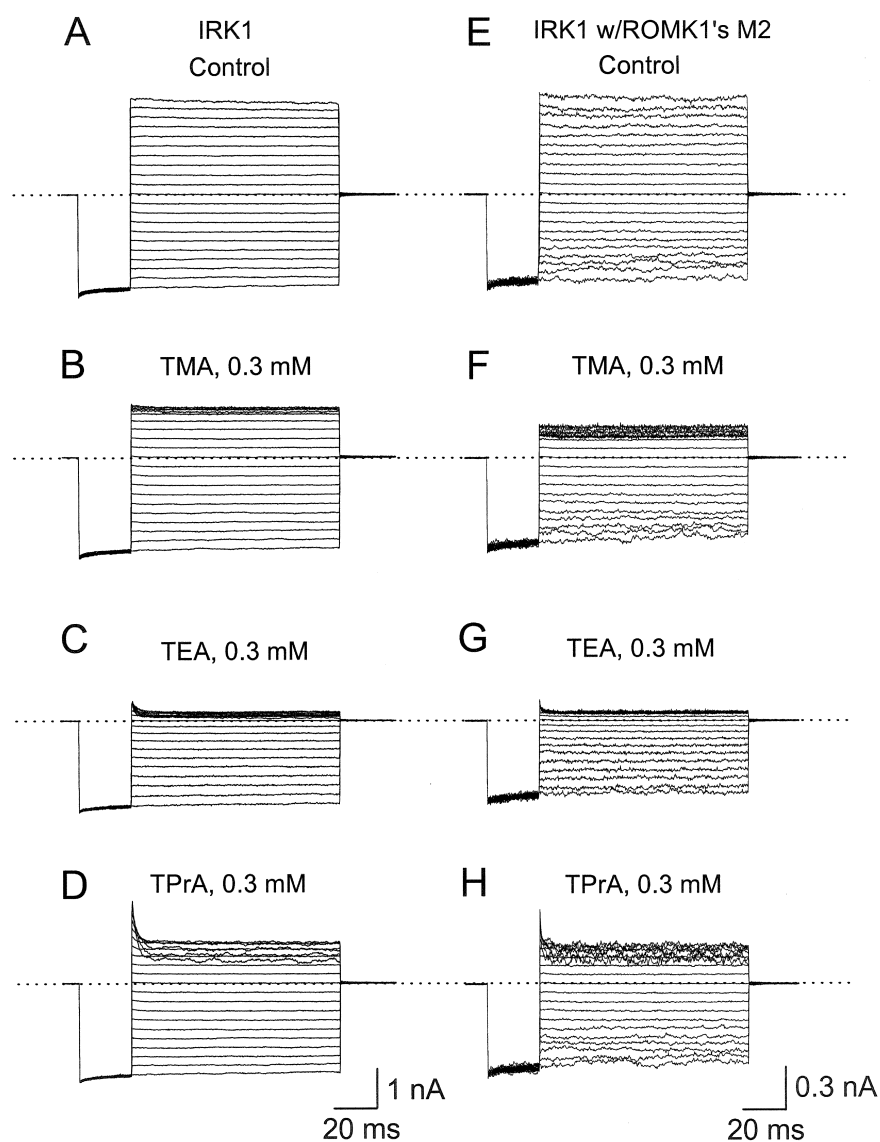 A
IRK1
Control
E
IRK1 w/ROMK1's M2
Control
B
TMA, 0.3 mM
F
TMA, 0.3 mM
C
TEA, 0.3 mM
G
TEA, 0.3 mM
D
TPrA, 0.3 mM
H
TPrA, 0.3 mM
1 nA
20 ms
0.3 nA
20 ms